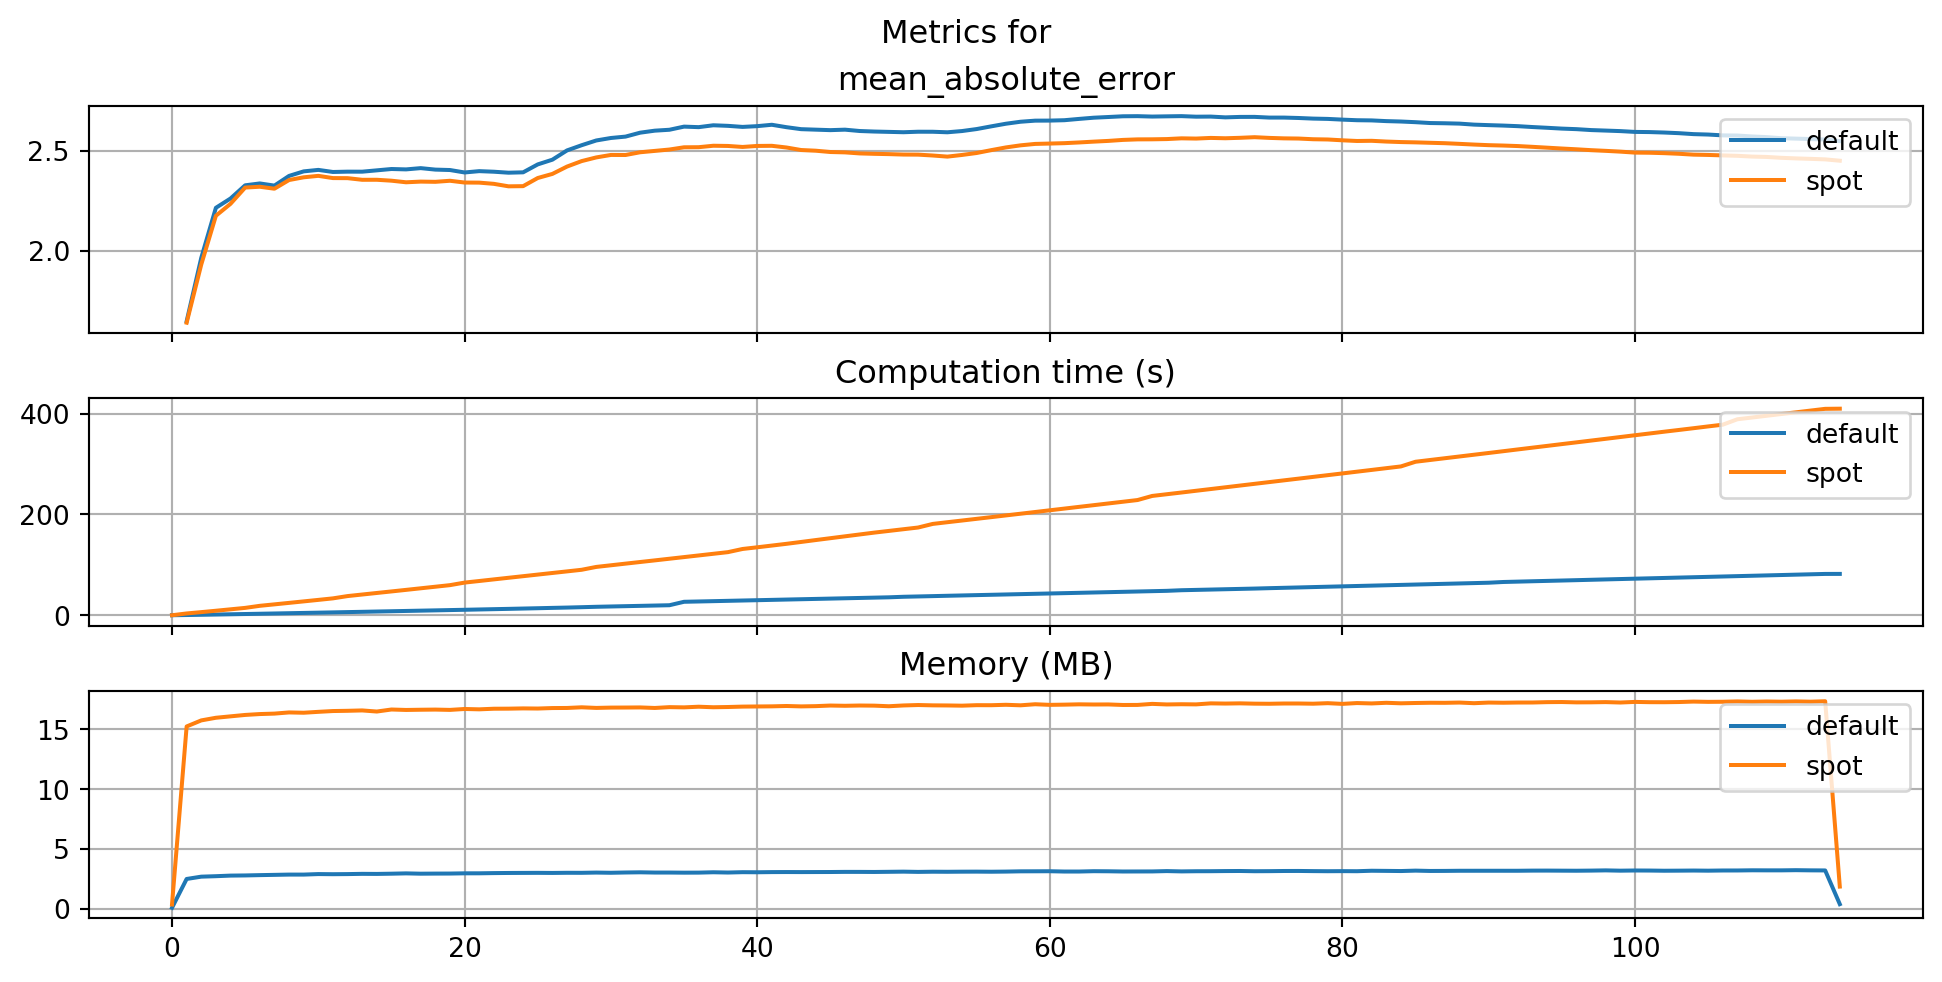 Metrics for
mean_absolute_error
2.5
2.0
default
spot
Computation time (s)
400
200
0
default
spot
Memory (MB)
15
10
5
0
default
spot
0 20 40 60 80 100